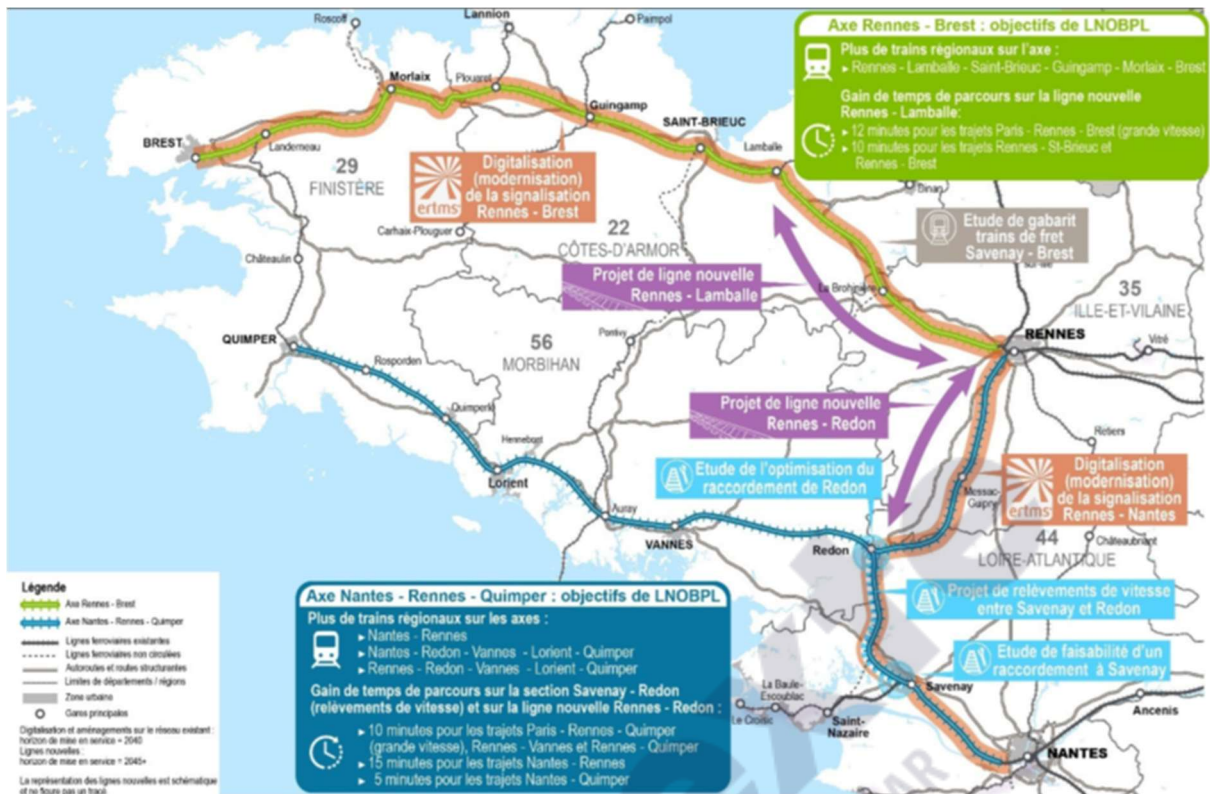 Axe Rennes - Brest : objectifs de LNOBPL
Plus de trains régionaux sur l'axe :
▸ Rennes - Lamballe - Saint-Brieuc - Guingamp - Morlaix - Brest
Gain de temps de parcours sur la ligne nouvelle
Rennes - Lamballe:
▸ 12 minutes pour les trajets Paris - Rennes - Brest (grande vitesse)
▸ 10 minutes pour les trajets Rennes - St-Brieuc et
Rennes - Brest
Roscoff
Lannion
Paimpol
Morlaix
Plouaret
Guingamp
SAINT-BRIEUC
Lamballe
BREST
Landerneau
Dinan
29
FINISTÈRE
Digitalisation
(modernisation)
de la signalisation
Rennes - Brest
ertms
Etude de gabarit
trains de fret
Savenay - Brest
Carhaix-Plouguer
22
CÔTES-D'ARMOR
Châteaulin
Projet de ligne nouvelle
Rennes - Lamballe
La Brohinière
35
ILLE-ET-VILAINE
QUIMPER
56
MORBIHAN
Pontivy
RENNES
Vitré
Rosporden
Quimperlé
Projet de ligne nouvelle
Rennes - Redon
Hennebont
Retiers
Lorient
Etude de l'optimisation du
raccordement de Redon
Messac-
Guipry
Digitalisation
(modernisation)
de la signalisation
Rennes - Nantes
ertms
Auray
VANNES
Redon
44
LOIRE-ATLANTIQUE
Châteaubriant
Projet de relèvements de vitesse
entre Savenay et Redon
Etude de faisabilité d'un
raccordement à Savenay
Savenay
La Baule-
Escoublac
Le Croisic
Saint-
Nazaire
Ancenis
NANTES
Axe Nantes - Rennes - Quimper : objectifs de LNOBPL
Plus de trains régionaux sur les axes :
▸ Nantes - Rennes
▸ Nantes - Redon - Vannes - Lorient - Quimper
▸ Rennes - Redon - Vannes - Lorient - Quimper
Gain de temps de parcours sur la section Savenay - Redon
(relèvements de vitesse) et sur la ligne nouvelle Rennes - Redon :
▸ 10 minutes pour les trajets Paris - Rennes - Quimper
(grande vitesse), Rennes - Vannes et Rennes - Quimper
▸ 15 minutes pour les trajets Nantes - Rennes
▸ 5 minutes pour les trajets Nantes - Quimper
Légende
Axe Rennes - Brest
Axe Nantes - Rennes - Quimper
Lignes ferroviaires existantes
Lignes ferroviaires non circulées
Autoroutes et routes structurantes
Limites de départements / régions
Zone urbaine
Gares principales
Digitalisation et aménagements sur le réseau existant :
horizon de mise en service = 2040
Lignes nouvelles :
horizon de mise en service = 2045+
La représentation des lignes nouvelles est schématique
et ne figure pas un tracé